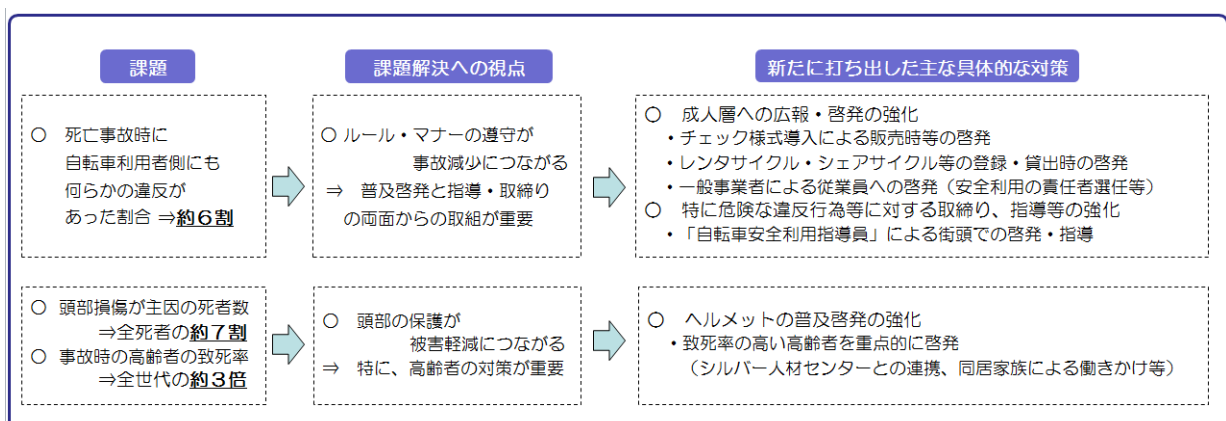 課題
課題解決への視点
新たに打ち出した主な具体的な対策
○ 死亡事故時に
自転車利用者側にも
何らかの違反が
あった割合 ⇒約６割
○ ルール・マナーの遵守が
事故減少につながる
⇒ 普及啓発と指導・取締り
の両面からの取組が重要
○ 成人層への広報・啓発の強化
・チェック様式導入による販売時等の啓発
・レンタサイクル・シェアサイクル等の登録・貸出時の啓発
・一般事業者による従業員への啓発（安全利用の責任者選任等）
○ 特に危険な違反行為等に対する取締り、指導等の強化
・「自転車安全利用指導員」による街頭での啓発・指導
○ 頭部損傷が主因の死者数
⇒全死者の約７割
○ 事故時の高齢者の致死率
⇒全世代の約３倍
○ 頭部の保護が
被害軽減につながる
⇒ 特に、高齢者の対策が重要
○ ヘルメットの普及啓発の強化
・致死率の高い高齢者を重点的に啓発
（シルバー人材センターとの連携、同居家族による働きかけ等）